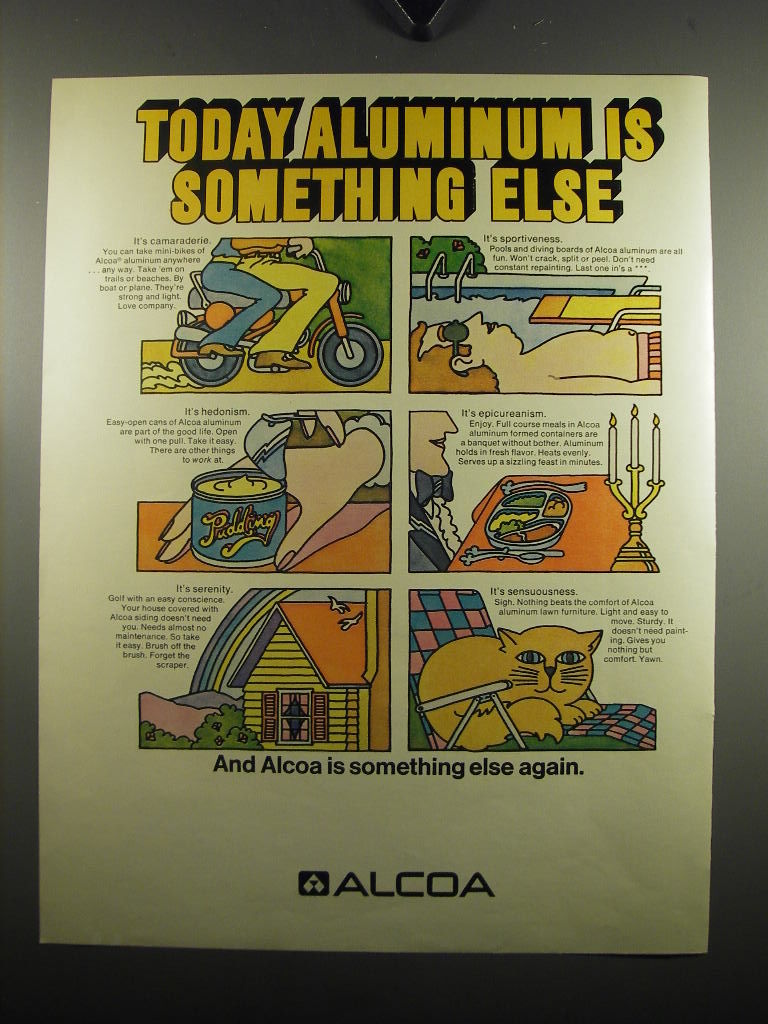 TODAY ALUMINUM IS
SOMETHING ELSE
It's camaraderie.
You can take mini-bikes of
Alcoa® aluminum anywhere
. . . any way. Take 'em on
trails or beaches. By
boat or plane. They're
strong and light.
Love company.
It's sportiveness.
Pools and diving boards of Alcoa aluminum are all
fun. Won't crack, split or peel. Don't need
constant repainting. Last one in's a ***.
It's hedonism.
Easy-open cans of Alcoa aluminum
are part of the good life. Open
with one pull. Take it easy.
There are other things
to work at.
Pudding
It's epicureanism.
Enjoy. Full course meals in Alcoa
aluminum formed containers are
a banquet without bother. Aluminum
holds in fresh flavor. Heats evenly.
Serves up a sizzling feast in minutes.
It's serenity.
Golf with an easy conscience.
Your house covered with
Alcoa siding doesn't need
you. Needs almost no
maintenance. So take
it easy. Brush off the
brush. Forget the
scraper.
It's sensuousness.
Sigh. Nothing beats the comfort of Alcoa
aluminum lawn furniture. Light and easy to
move. Sturdy. It
doesn't need paint-
ing. Gives you
nothing but
comfort. Yawn.
And Alcoa is something else again.
ALCOA